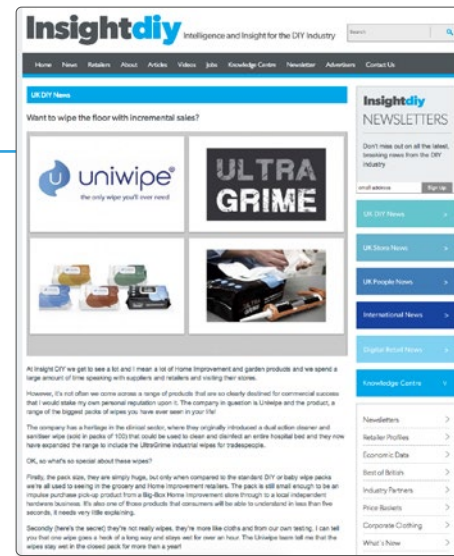 Insightdiy Intelligence and Insight for the DIY Industry
Search
Home News Retailers About Articles Videos Jobs Knowledge Centre Newsletter Advertisers Contact Us
UK DIY News
Want to wipe the floor with incremental sales?
uniwipe®
the only wipe you'll ever need
ULTRA
GRIME
At Insight DIY we get to see a lot and I mean a lot of Home Improvement and garden products and we spend a
large amount of time speaking with suppliers and retailers and visiting their stores.
However, it's not often we come across a range of products that are so clearly destined for commercial success
that I would stake my own personal reputation upon it. The company in question is Uniwipe and the product, a
range of the biggest packs of wipes you have ever seen in your life!
The company has a heritage in the clinical sector, where they originally introduced a dual action cleaner and
sanitiser wipe (sold in packs of 100) that could be used to clean and disinfect an entire hospital bed and they now
have expanded the range to include the UltraGrime industrial wipes for tradespeople.
OK, so what's so special about these wipes?
Firstly, the pack size, they are simply huge, but only when compared to the standard DIY or baby wipe packs
we're all used to seeing in the grocery and Home Improvement retailers. The pack is still small enough to be an
impulse purchase pick-up product from a Big-Box Home Improvement store through to a local independent
hardware business. It's also one of those products that consumers will be able to understand in less than five
seconds, it needs very little explaining.
Secondly (here's the secret) they're not really wipes, they're more like cloths and from our own testing, I can tell
you that one wipe goes a heck of a long way and stays wet for over an hour. The Uniwipe team tell me that the
wipes stay wet in the closed pack for more than a year!
Insightdiy
NEWSLETTERS
Don't miss out on all the latest,
breaking news from the DIY
industry.
email address Sign Up
UK DIY News >
UK Store News >
UK People News >
International News >
Digital Retail News >
Knowledge Centre
Newsletters >
Retailer Profiles >
Economic Data >
Best of British >
Industry Partners >
Price Baskets >
Corporate Clothing >
What's New >